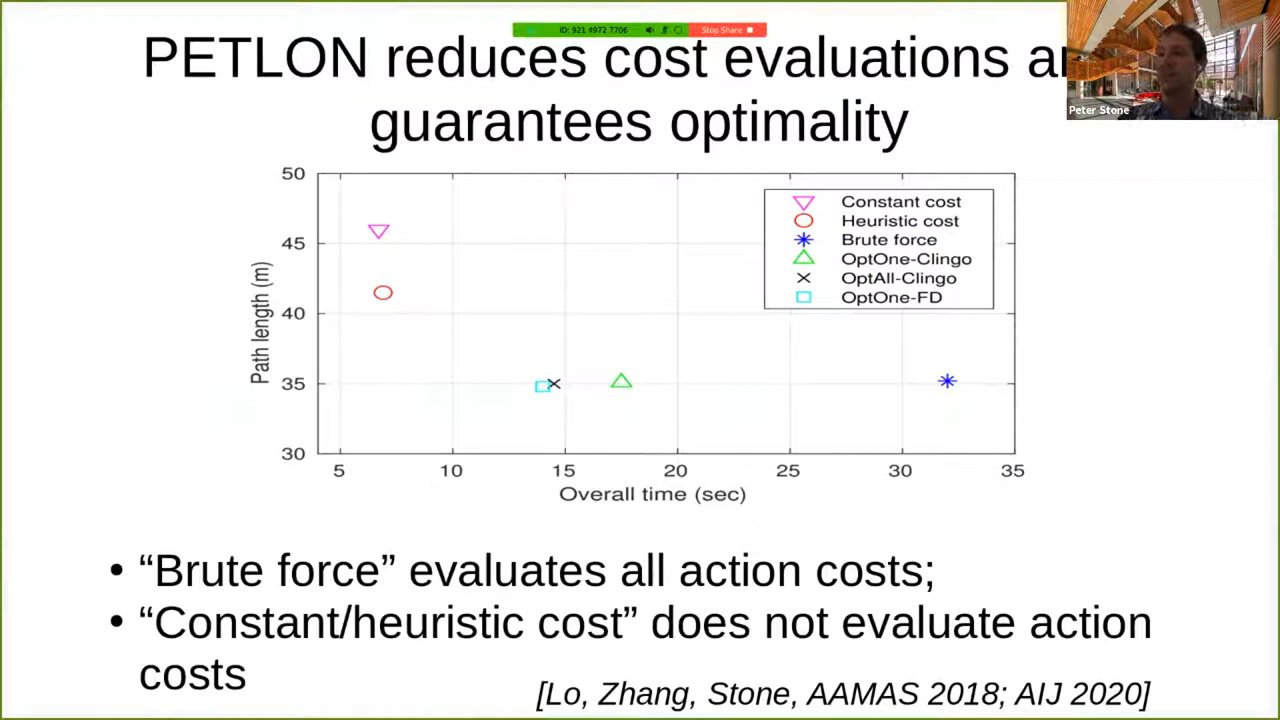 ID: 921 4972 7706 Stop Share
PETLON reduces cost evaluations
guarantees optimality
Peter Stone
50
45
40
35
30
Path length (m)
Constant cost
Heuristic cost
Brute force
OptOne-Clingo
OptAll-Clingo
OptOne-FD
5 10 15 20 25 30 35
Overall time (sec)
• “Brute force” evaluates all action costs;
• “Constant/heuristic cost” does not evaluate action
costs
[Lo, Zhang, Stone, AAMAS 2018; AIJ 2020]